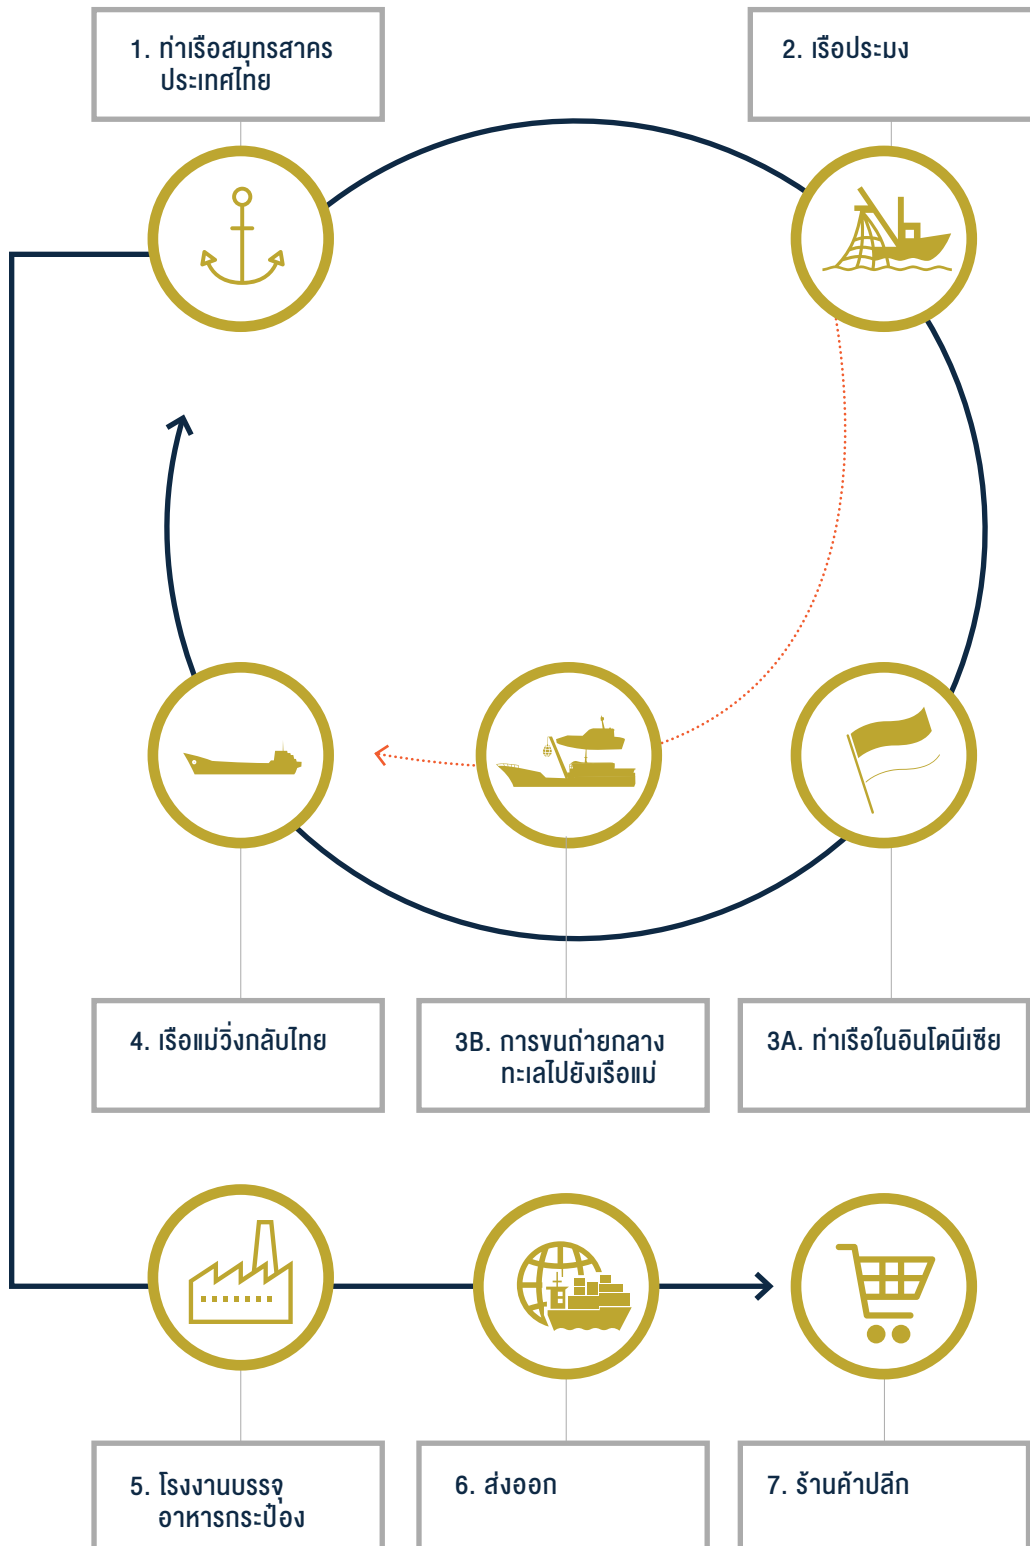 1. ท่าเรือสมุทรสาคร
ประเทศไทย
2. เรือประมง
4. เรือแม่วิ่งกลับไทย
3B. การขนถ่ายกลาง
ทะเลไปยังเรือแม่
3A. ท่าเรือในอินโดนีเซีย
5. โรงงานบรรจุ
อาหารกระป๋อง
6. ส่งออก
7. ร้านค้าปลีก